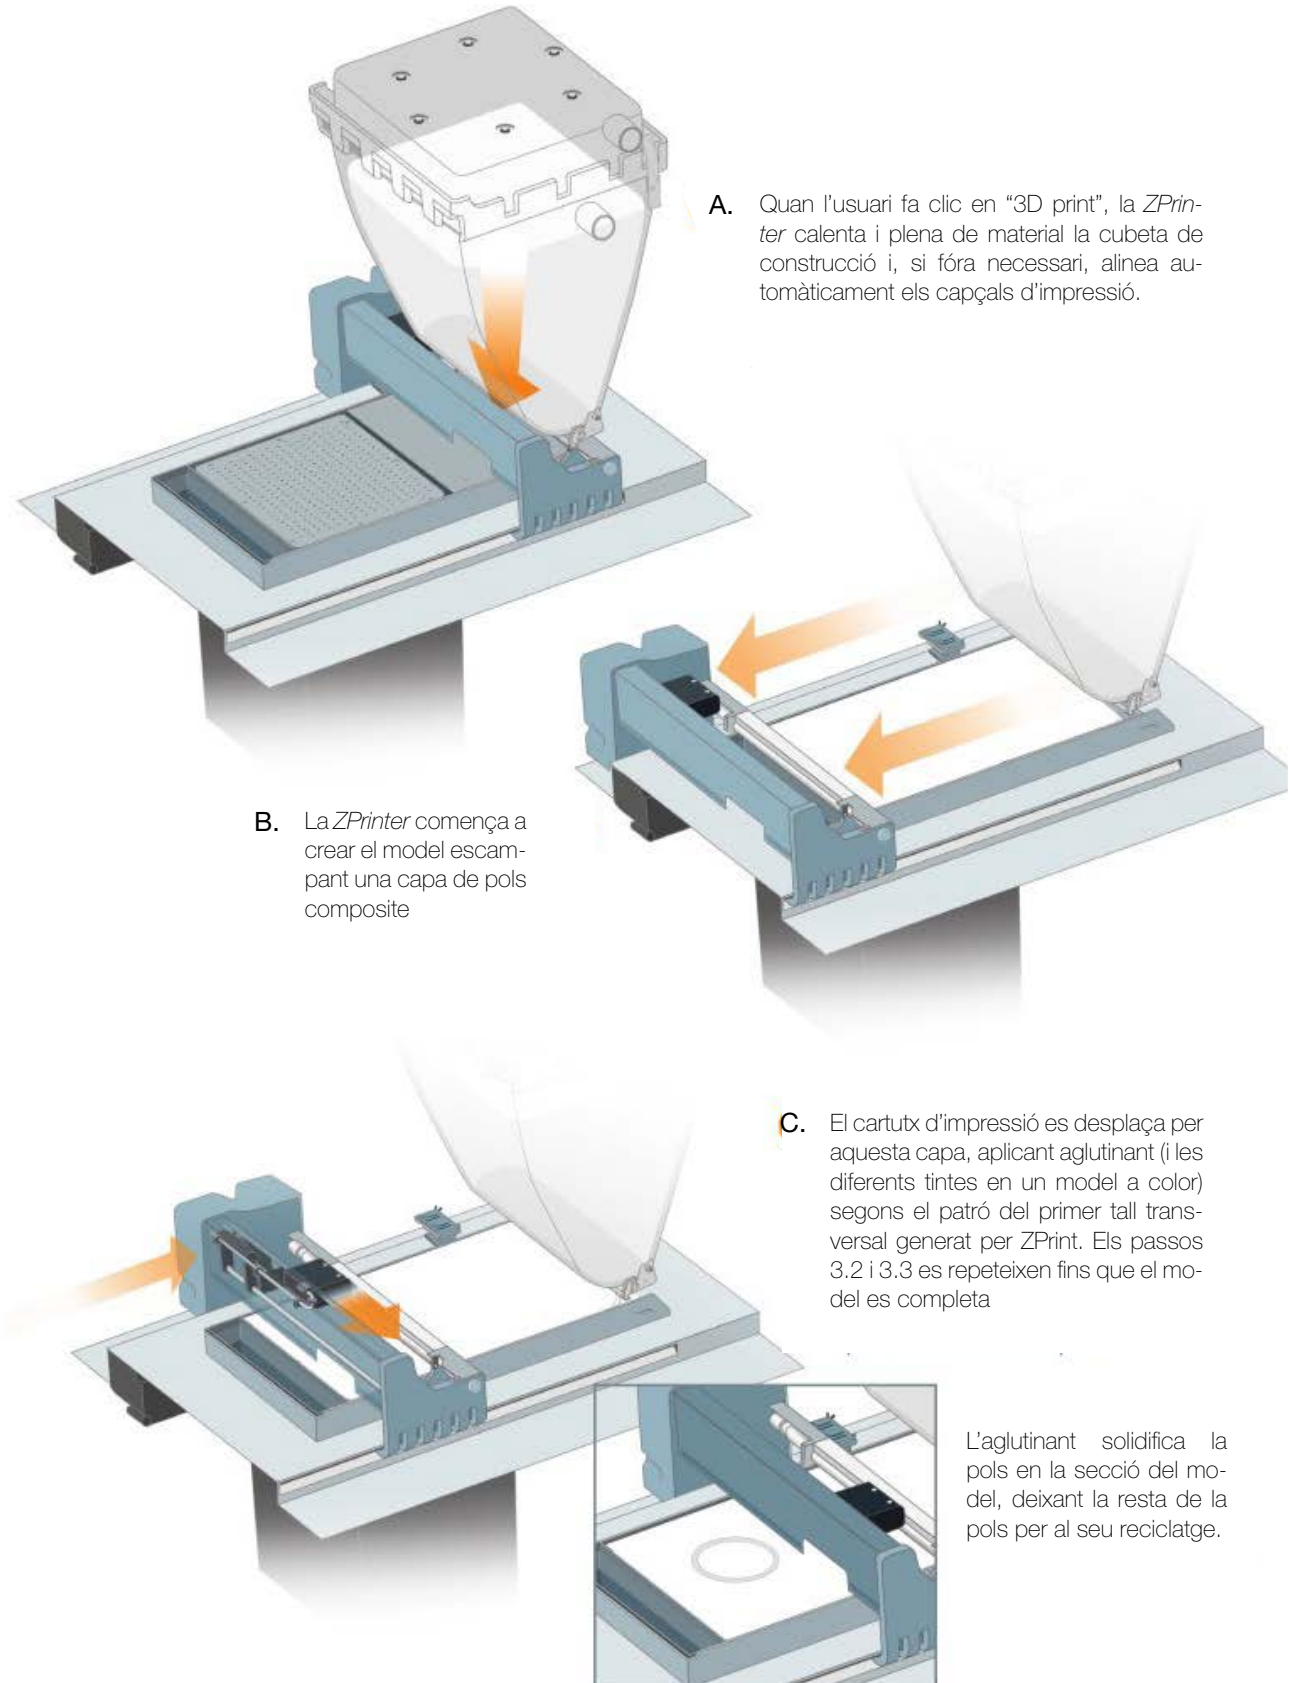 A. Quan l'usuari fa clic en “3D print”, la ZPrin-
ter calenta i plena de material la cubeta de
construcció i, si fóra necessari, alinea au-
tomàticament els capçals d'impressió.
B. La ZPrinter comença a
crear el model escam-
pant una capa de pols
composite
C. El cartutx d'impressió es desplaça per
aquesta capa, aplicant aglutinant (i les
diferents tintes en un model a color)
segons el patró del primer tall trans-
versal generat per ZPrint. Els passos
3.2 i 3.3 es repeteixen fins que el mo-
del es completa
L'aglutinant solidifica la
pols en la secció del mo-
del, deixant la resta de la
pols per al seu reciclatge.